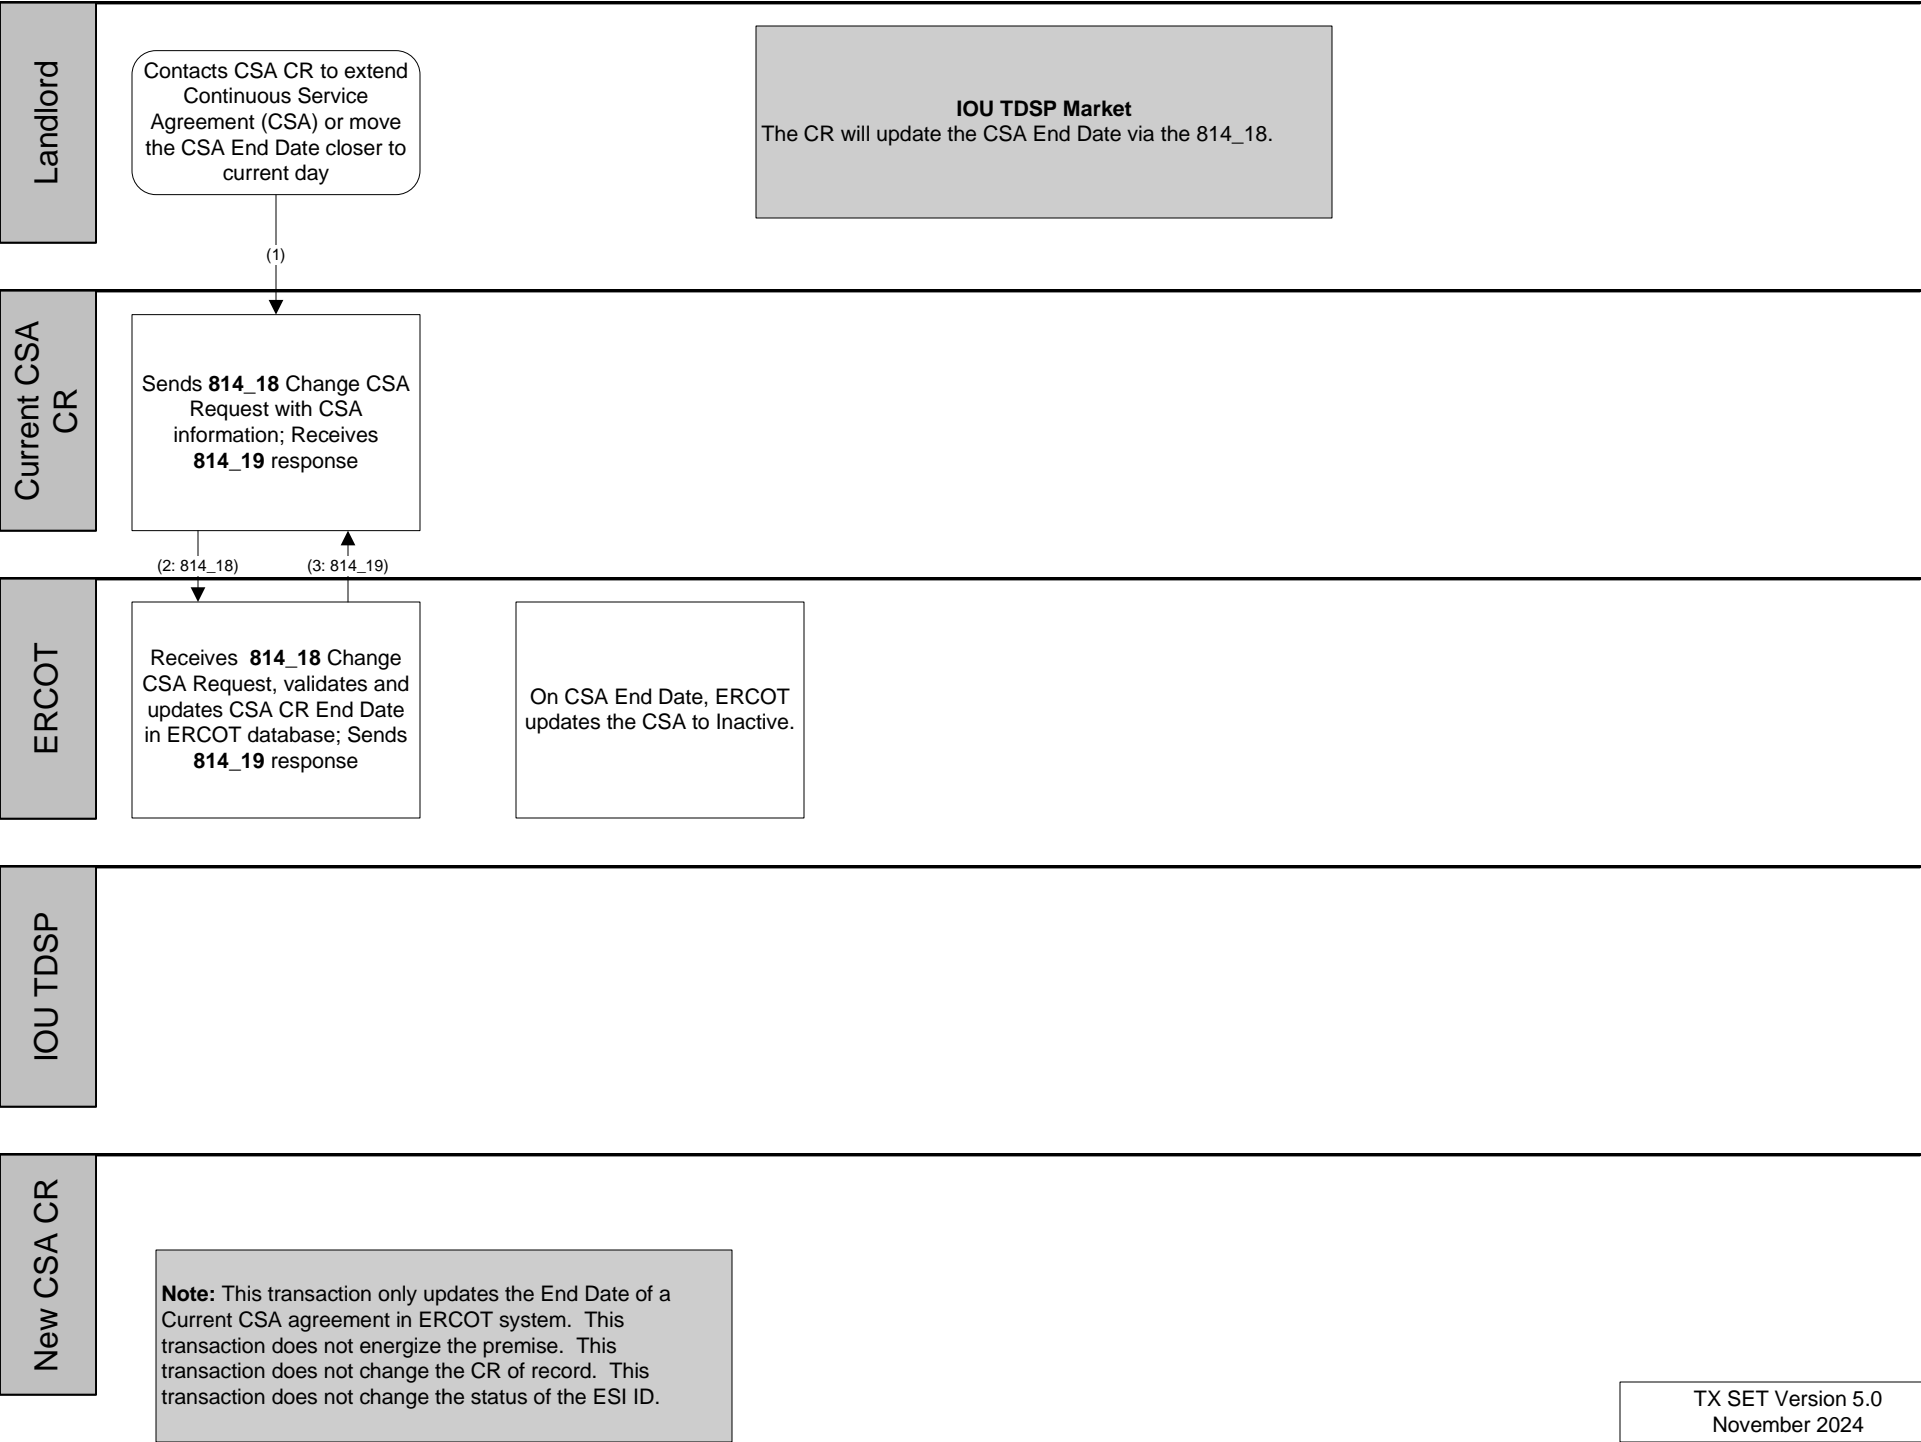 Landlord
Contacts CSA CR to extend
Continuous Service
Agreement (CSA) or move
the CSA End Date closer to
current day
IOU TDSP Market
The CR will update the CSA End Date via the 814_18.
(1)
Current CSA
CR
Sends 814_18 Change CSA
Request with CSA
information; Receives
814_19 response
(2: 814_18)
(3: 814_19)
ERCOT
Receives 814_18 Change
CSA Request, validates and
updates CSA CR End Date
in ERCOT database; Sends
814_19 response
On CSA End Date, ERCOT
updates the CSA to Inactive.
IOU TDSP
New CSA CR
Note: This transaction only updates the End Date of a
Current CSA agreement in ERCOT system. This
transaction does not energize the premise. This
transaction does not change the CR of record. This
transaction does not change the status of the ESI ID.
TX SET Version 5.0
November 2024